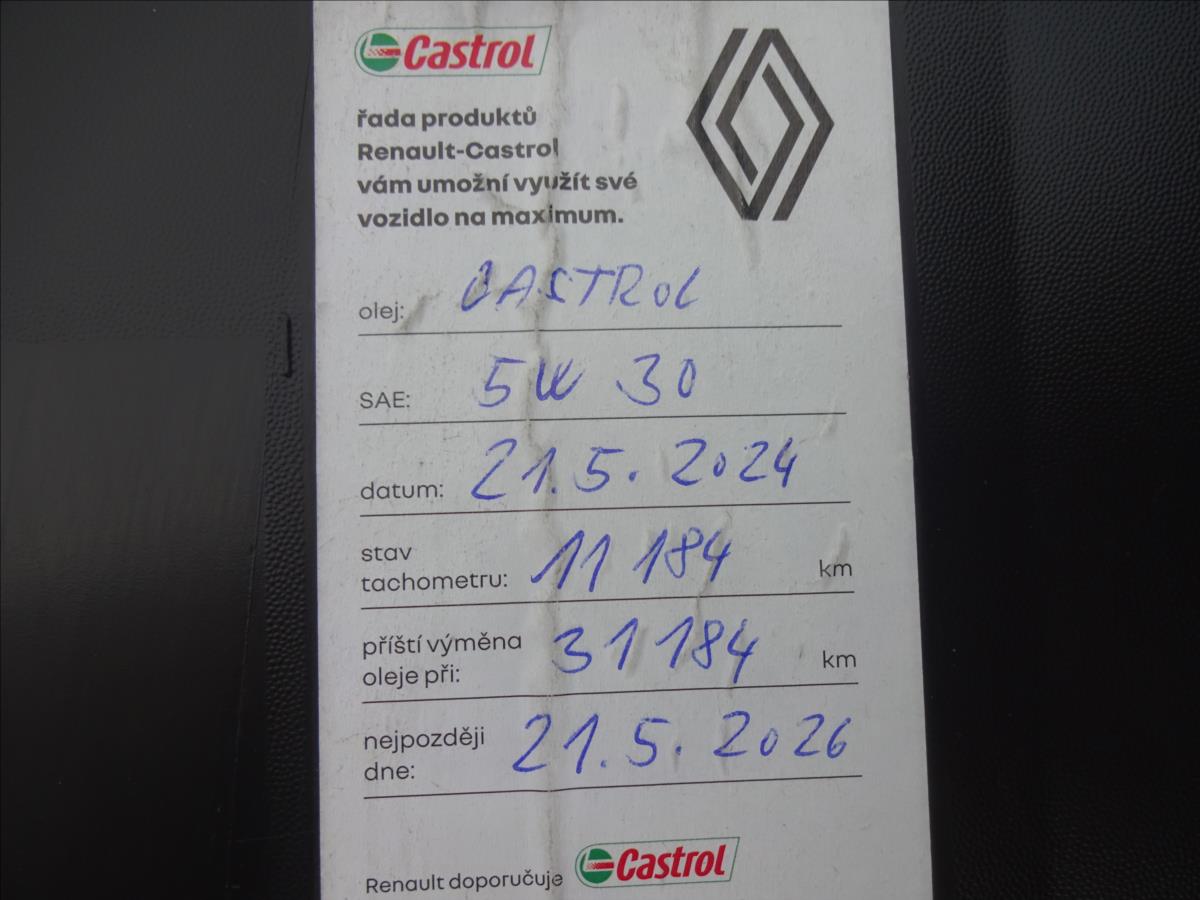 Castrol
řada produktů
Renault-Castrol
vám umožní využít své
vozidlo na maximum.
olej: CASTROL
SAE: 5W 30
datum: 21.5.2024
stav
tachometru: 11 184 km
příští výměna
oleje při: 31 184 km
nejpozději
dne: 21.5.2026
Renault doporučuje Castrol